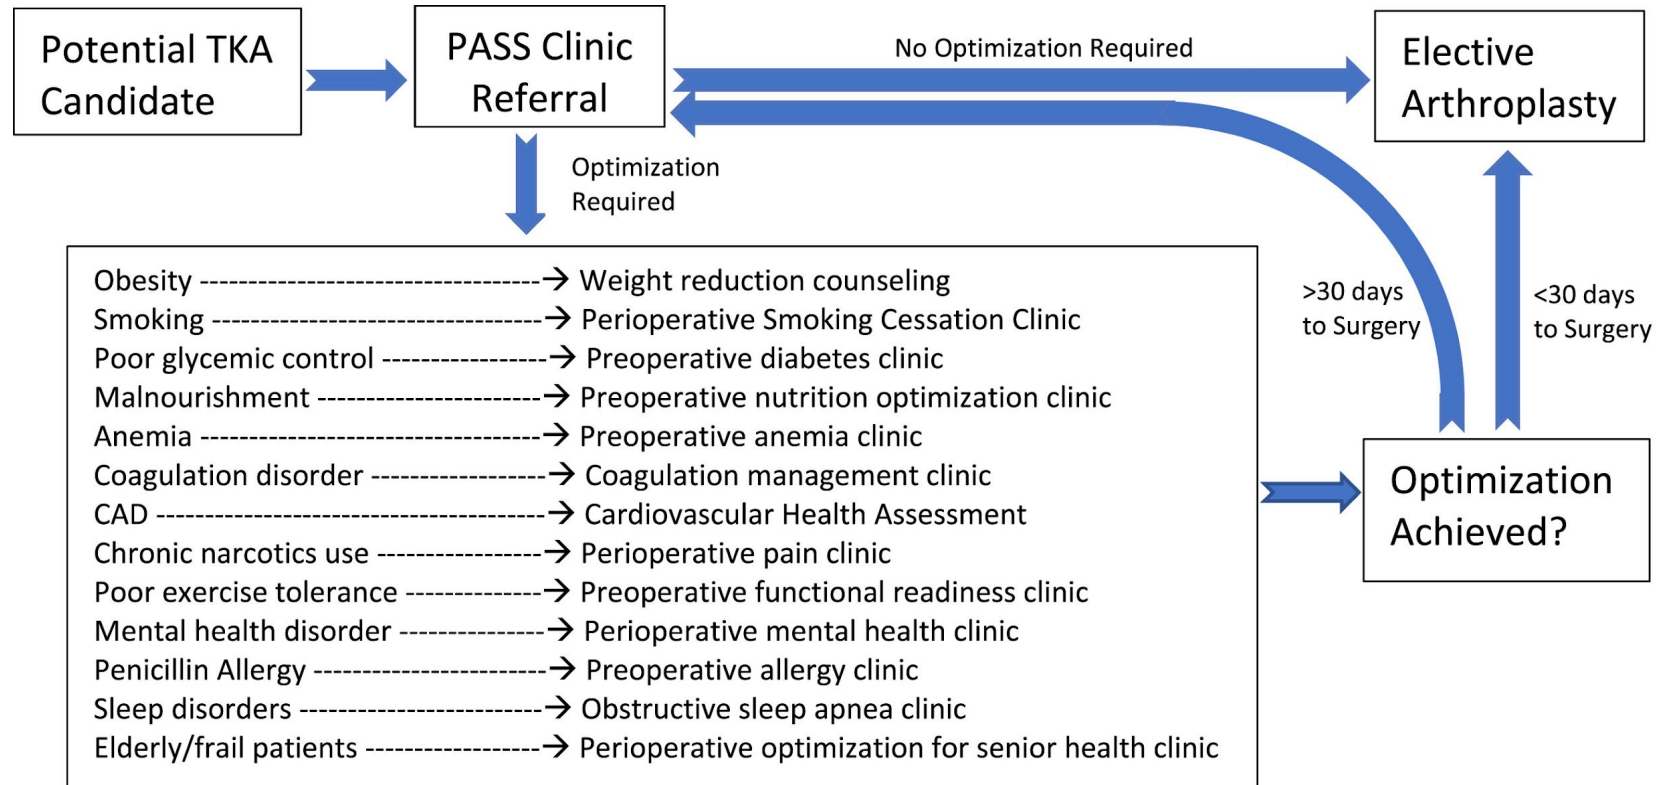 Potential TKA
Candidate
PASS Clinic
Referral
No Optimization Required
Elective
Arthroplasty
Optimization
Required
Obesity ----------------------------------→ Weight reduction counseling
Smoking ---------------------------------→ Perioperative Smoking Cessation Clinic
Poor glycemic control -----------------→ Preoperative diabetes clinic
Malnourishment -----------------------→ Preoperative nutrition optimization clinic
Anemia ----------------------------------→ Preoperative anemia clinic
Coagulation disorder ------------------→ Coagulation management clinic
CAD ---------------------------------------→ Cardiovascular Health Assessment
Chronic narcotics use -----------------→ Perioperative pain clinic
Poor exercise tolerance --------------→ Preoperative functional readiness clinic
Mental health disorder ---------------→ Perioperative mental health clinic
Penicillin Allergy -----------------------→ Preoperative allergy clinic
Sleep disorders -------------------------→ Obstructive sleep apnea clinic
Elderly/frail patients ------------------→ Perioperative optimization for senior health clinic
>30 days
to Surgery
<30 days
to Surgery
Optimization
Achieved?